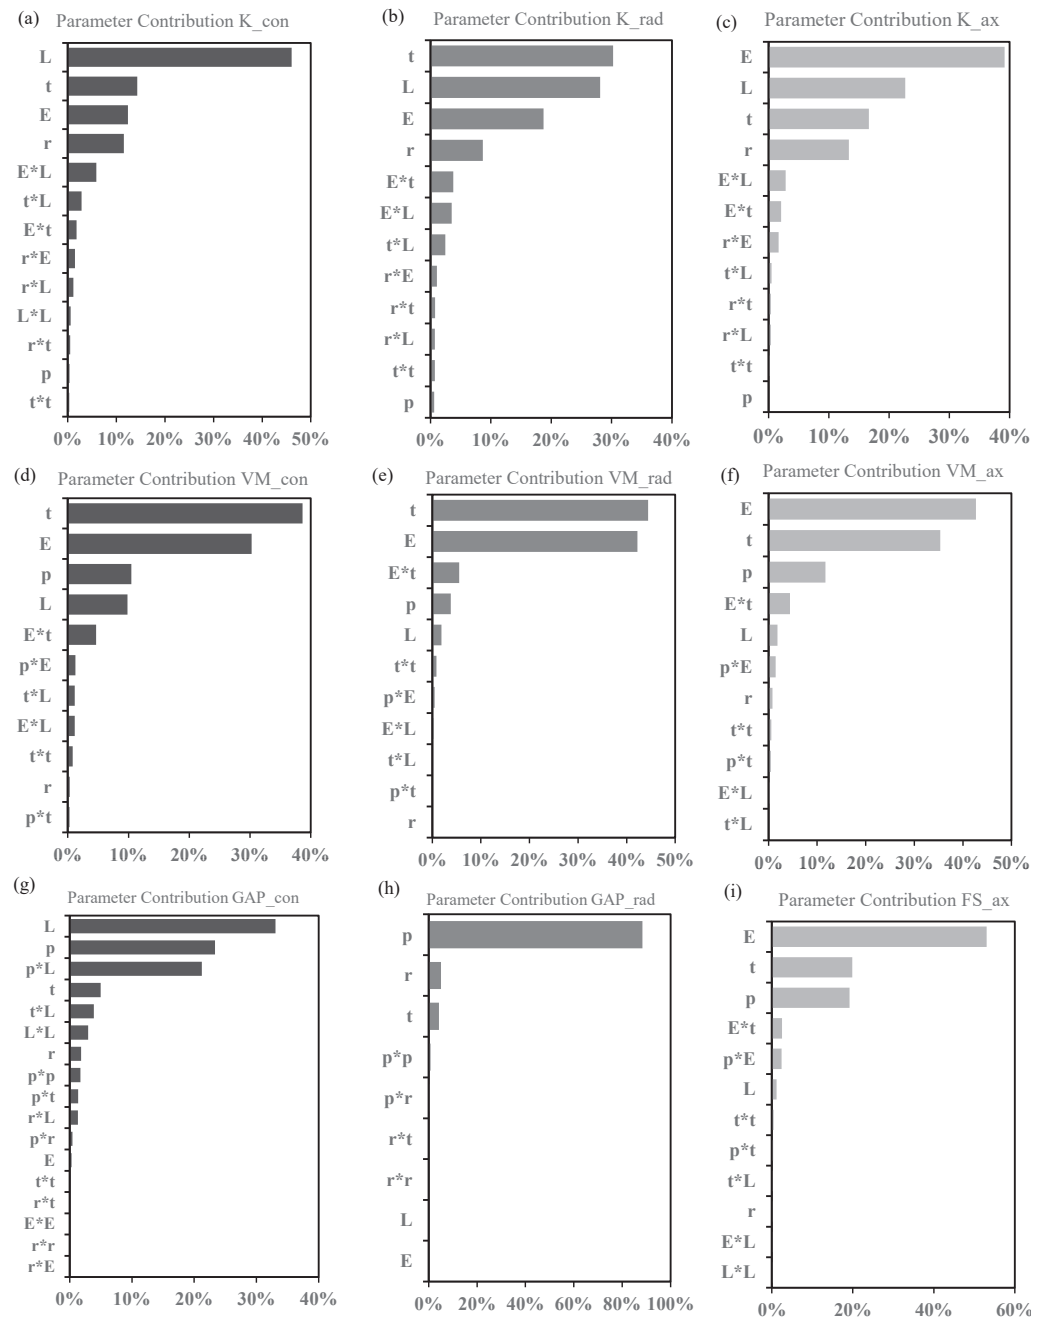 (a) Parameter Contribution K_con
L
t
E
r
E*L
t*L
E*t
r*E
r*L
L*L
r*t
p
t*t
0% 10% 20% 30% 40% 50%
(b) Parameter Contribution K_rad
t
L
E
r
E*t
E*L
t*L
r*E
r*t
r*L
t*t
p
0% 10% 20% 30% 40%
(c) Parameter Contribution K_ax
E
L
t
r
E*L
E*t
r*E
t*L
r*t
r*L
t*t
p
0% 10% 20% 30% 40%
(d) Parameter Contribution VM_con
t
E
p
L
E*t
p*E
t*L
E*L
t*t
r
p*t
0% 10% 20% 30% 40%
(e) Parameter Contribution VM_rad
t
E
E*t
p
L
t*t
p*E
E*L
t*L
p*t
r
0% 10% 20% 30% 40% 50%
(f) Parameter Contribution VM_ax
E
t
p
E*t
L
p*E
r
t*t
p*t
E*L
t*L
0% 10% 20% 30% 40% 50%
(g) Parameter Contribution GAP_con
L
p
p*L
t
t*L
L*L
r
p*p
p*t
r*L
p*r
E
t*t
r*t
E*E
r*r
r*E
0% 10% 20% 30% 40%
(h) Parameter Contribution GAP_rad
p
r
t
p*p
p*r
r*t
r*r
L
E
0% 20% 40% 60% 80% 100%
(i) Parameter Contribution FS_ax
E
t
p
E*t
p*E
L
t*t
p*t
t*L
r
E*L
L*L
0% 20% 40% 60%